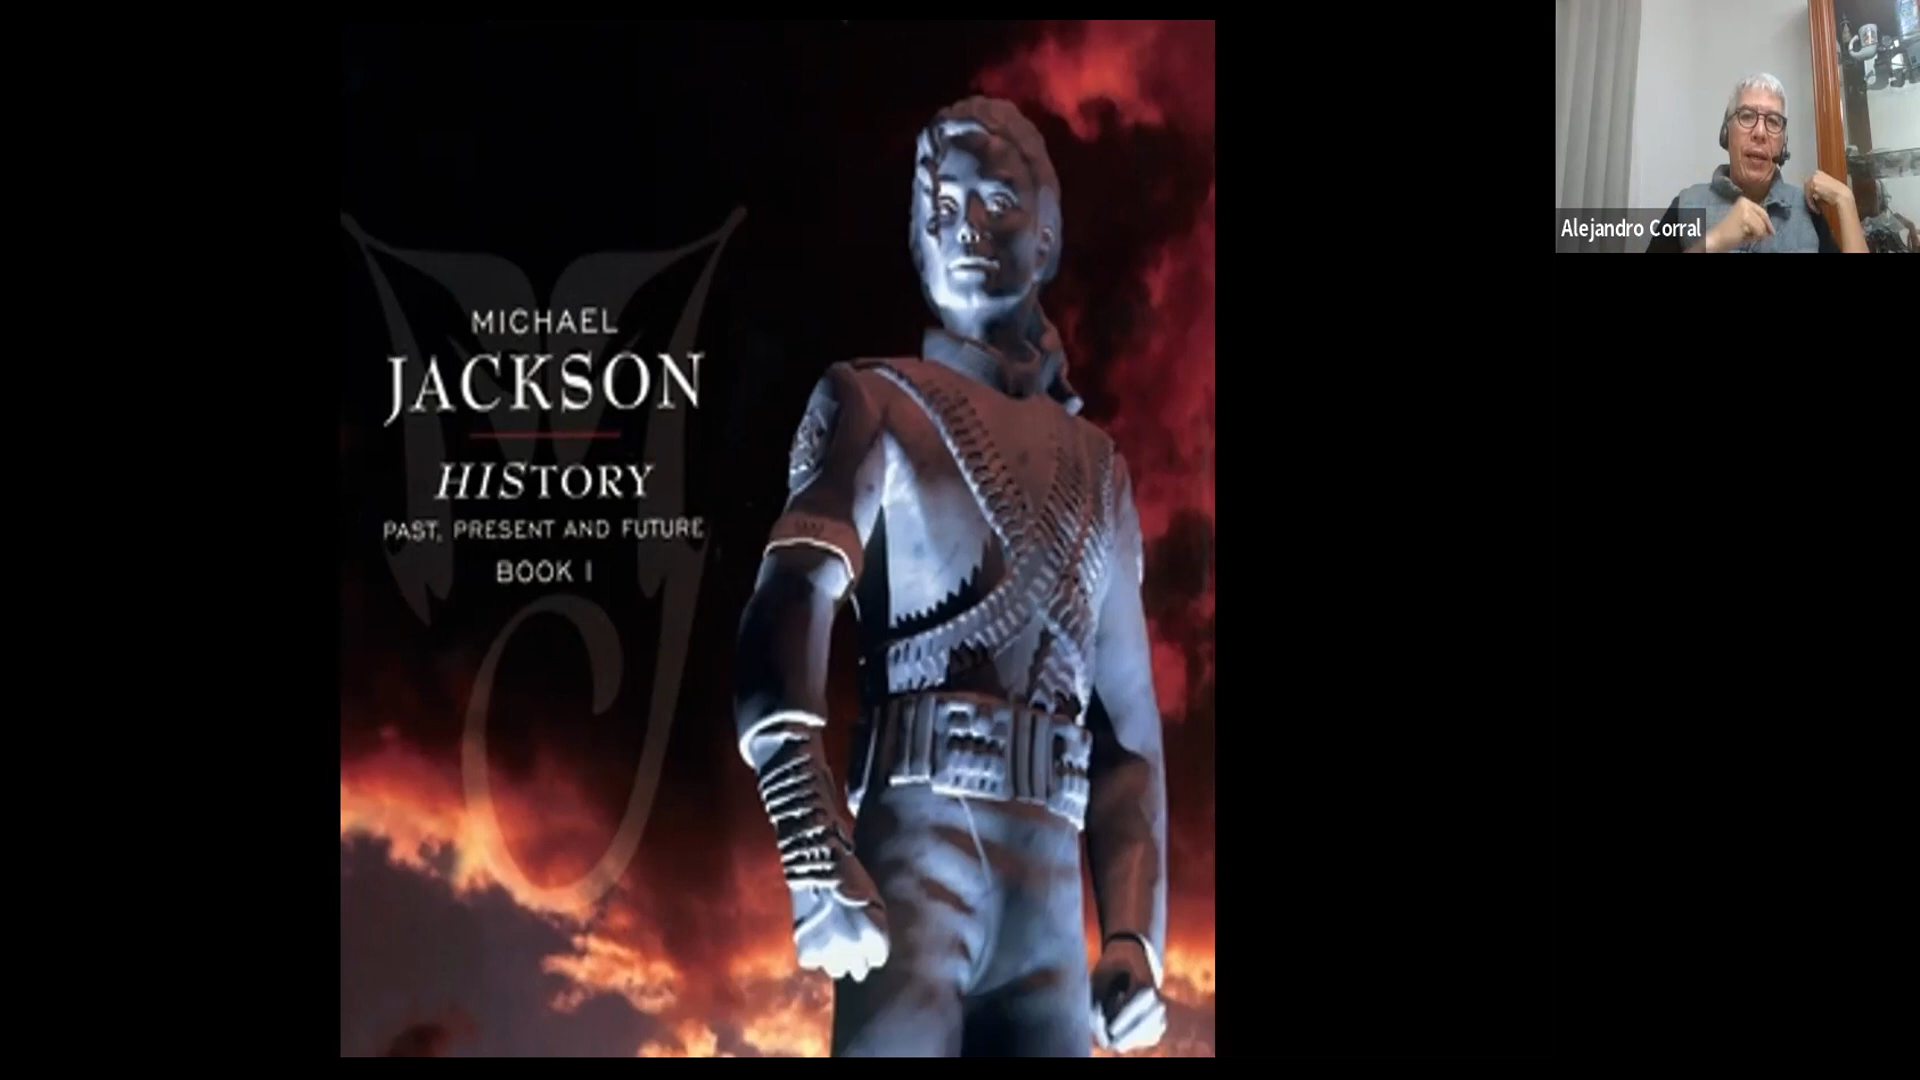 MICHAEL
JACKSON
HISTORY
PAST, PRESENT AND FUTURE
BOOK I
Alejandro Corral